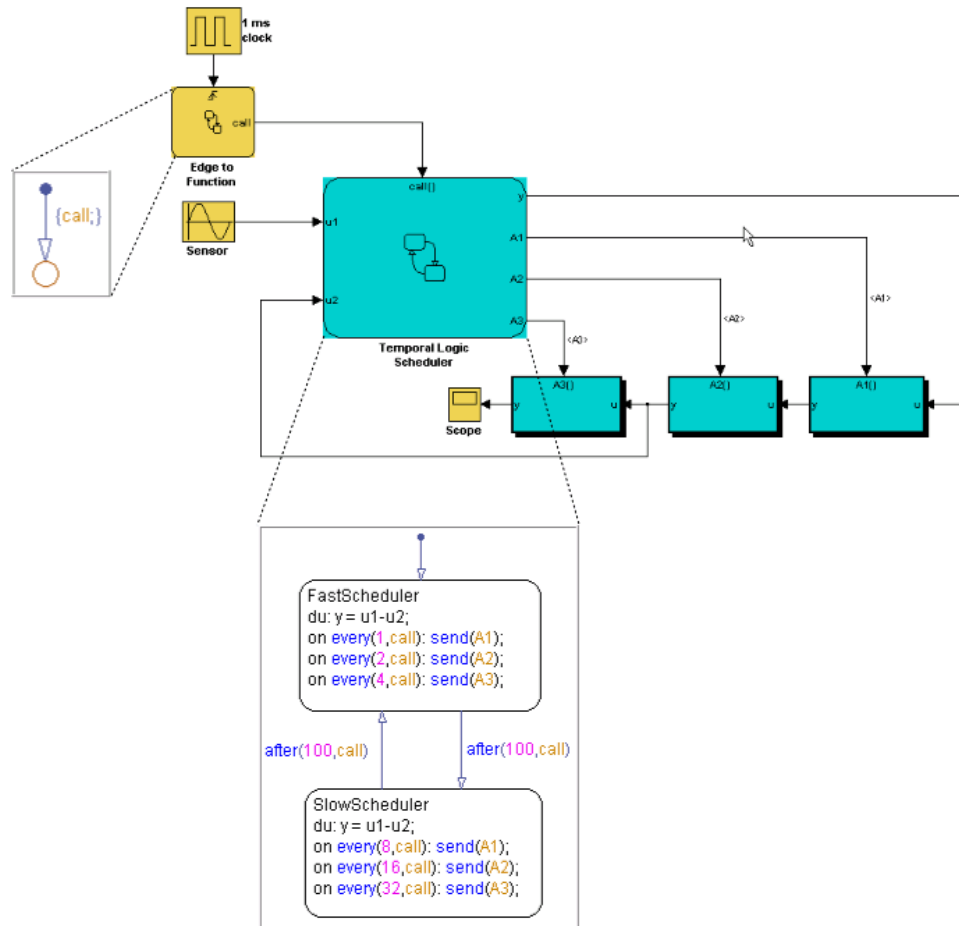 1 ms
clock
call
Edge to
Function
{call;}
call()
u1
u2
y
A1
A2
A3
Sensor
Temporal Logic
Scheduler
<A1>
<A2>
<A3>
A3()
y
u
A2()
y
u
A1()
y
u
Scope
FastScheduler
du: y = u1-u2;
on every(1,call): send(A1);
on every(2,call): send(A2);
on every(4,call): send(A3);
after(100,call)
after(100,call)
SlowScheduler
du: y = u1-u2;
on every(8,call): send(A1);
on every(16,call): send(A2);
on every(32,call): send(A3);